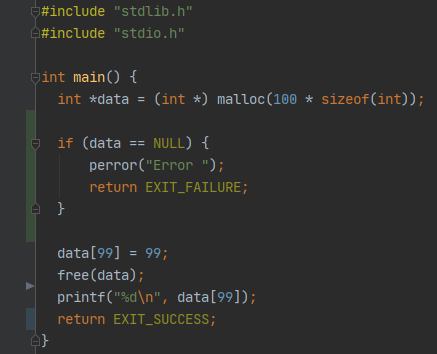 #include "stdlib.h"
#include "stdio.h"
int main() {
int *data = (int *) malloc(100 * sizeof(int));
if (data == NULL) {
perror("Error ");
return EXIT_FAILURE;
}
data[99] = 99;
free(data);
printf("%d\n", data[99]);
return EXIT_SUCCESS;
}